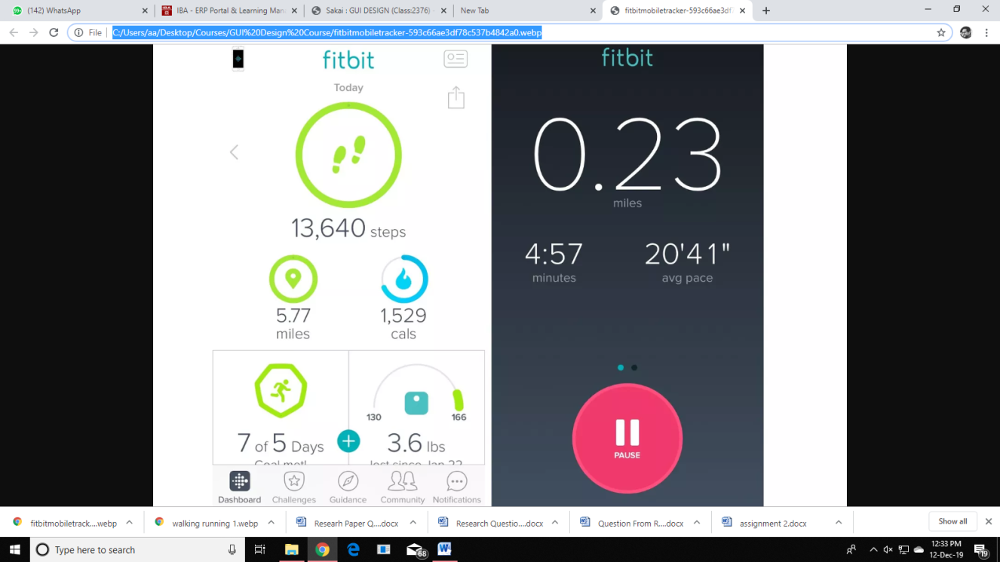 (142) WhatsApp
IBA - ERP Portal & Learning Man
Sakai : GUI DESIGN (Class:2376) -
New Tab
fitbitmobiletracker-593c66ae3df7
File
C:/Users/aa/Desktop/Courses/GUI%20Design%20Course/fitbitmobiletracker-593c66ae3df78c537b4842a0.webp
fitbit
Today
13,640 steps
5.77
miles
1,529
cals
7 of 5 Days
Goal met!
130
166
3.6 lbs
lost since Jan 22
Dashboard
Challenges
Guidance
Community
Notifications
fitbit
0.23
miles
4:57
minutes
20'41"
avg pace
PAUSE
fitbitmobiletrack....webp
walking running 1.webp
Researh Paper Q....docx
Research Questio....docx
Question From R....docx
assignment 2.docx
Show all
Type here to search
68
12:33 PM
12-Dec-19
19